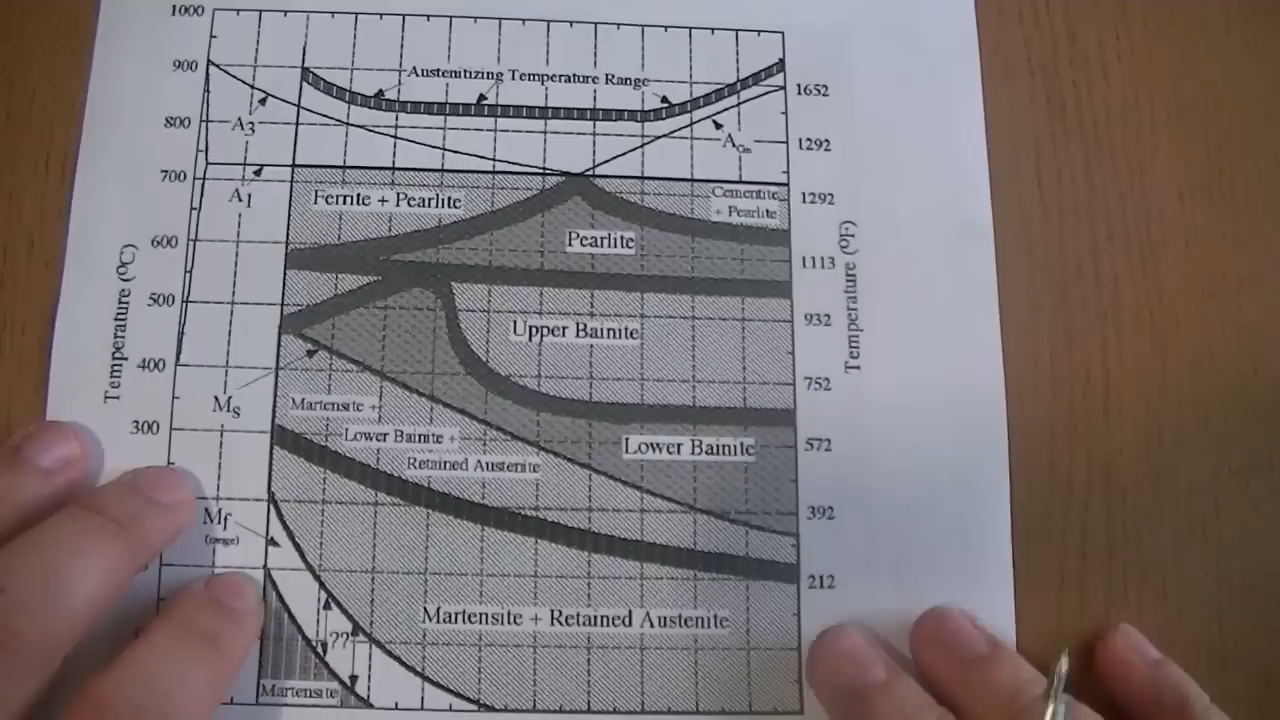 1000
900
Austenitizing Temperature Range
1652
800
A3
ACm
1292
700
A1
Ferrite + Pearlite
Cementite
+ Pearlite
1292
600
Pearlite
1113
Temperature (ºC)
Temperature (ºF)
500
Upper Bainite
932
400
752
Ms
Martensite +
300
Lower Bainite +
Lower Bainite
572
Retained Austenite
Mf
(range)
392
212
Martensite + Retained Austenite
??
Martensite